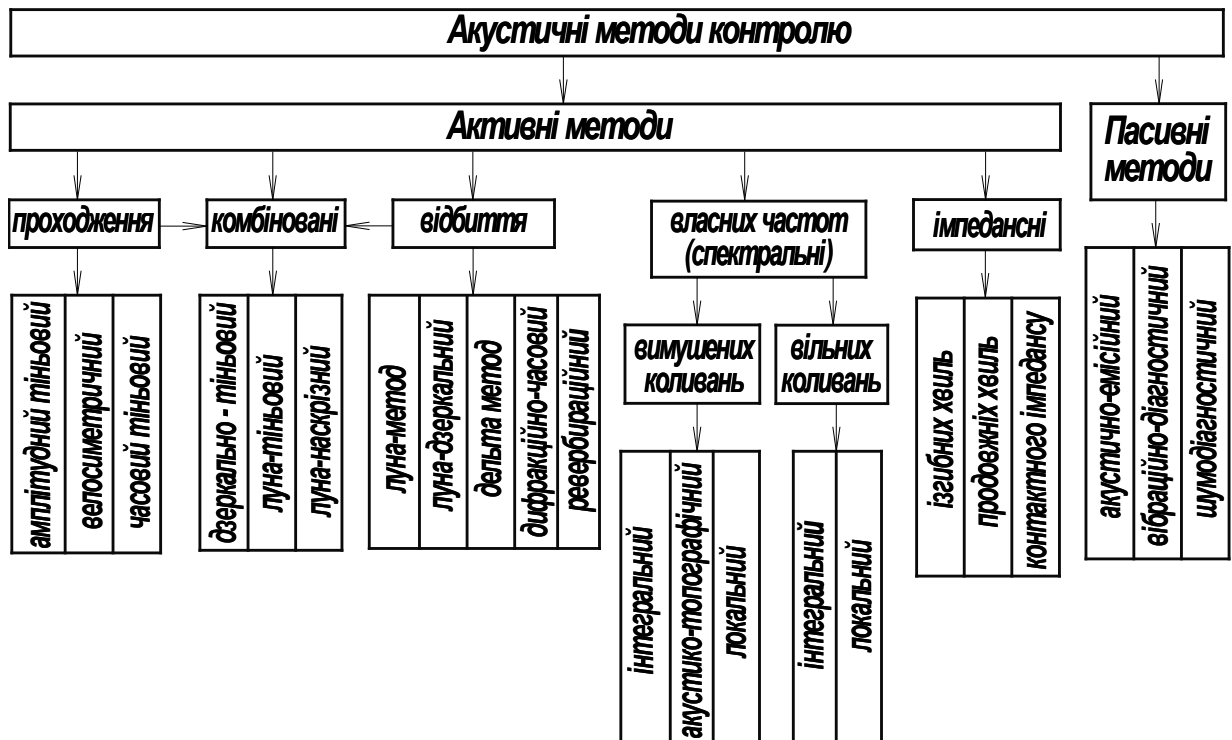 Акустичні методи контролю
Активні методи
Пасивні
методи
проходження
комбіновані
відбиття
власних частот
(спектральні)
імпедансні
вимушених
коливань
вільних
коливань
амплітудний тіньовий
велосиметричний
часовий тіньовий
дзеркально - тіньовий
луна-тіньовий
луна-наскрізний
луна-метод
луна-дзеркальний
дельта метод
дифракційно-часовий
ревербираційний
інтегральний
акустико-топографічний
локальний
інтегральний
локальний
ізгибних хвиль
продовжніх хвиль
контактного імпедансу
акустично-емісійний
вібраційно-діагностичний
шумодіагностичний